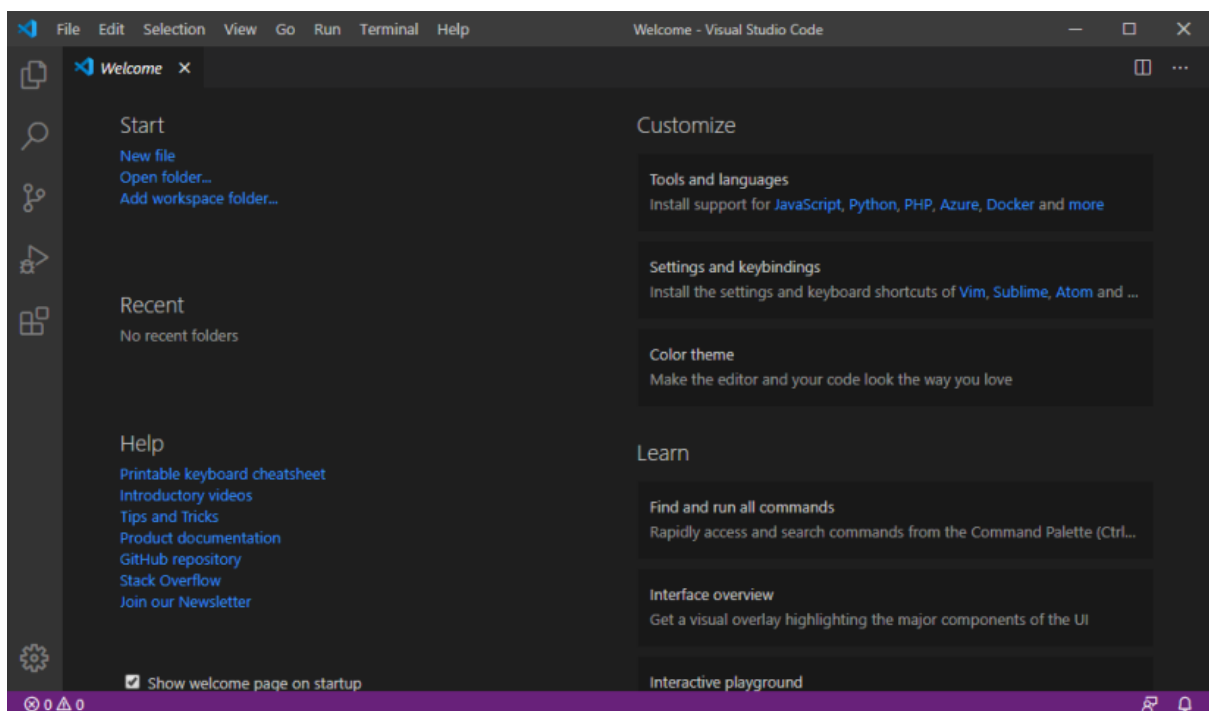 File Edit Selection View Go Run Terminal Help Welcome - Visual Studio Code
Welcome
Start
New file
Open folder...
Add workspace folder...
Recent
No recent folders
Help
Printable keyboard cheatsheet
Introductory videos
Tips and Tricks
Product documentation
GitHub repository
Stack Overflow
Join our Newsletter
Show welcome page on startup
Customize
Tools and languages
Install support for JavaScript, Python, PHP, Azure, Docker and more
Settings and keybindings
Install the settings and keyboard shortcuts of Vim, Sublime, Atom and ...
Color theme
Make the editor and your code look the way you love
Learn
Find and run all commands
Rapidly access and search commands from the Command Palette (Ctrl...
Interface overview
Get a visual overlay highlighting the major components of the UI
Interactive playground
0 0